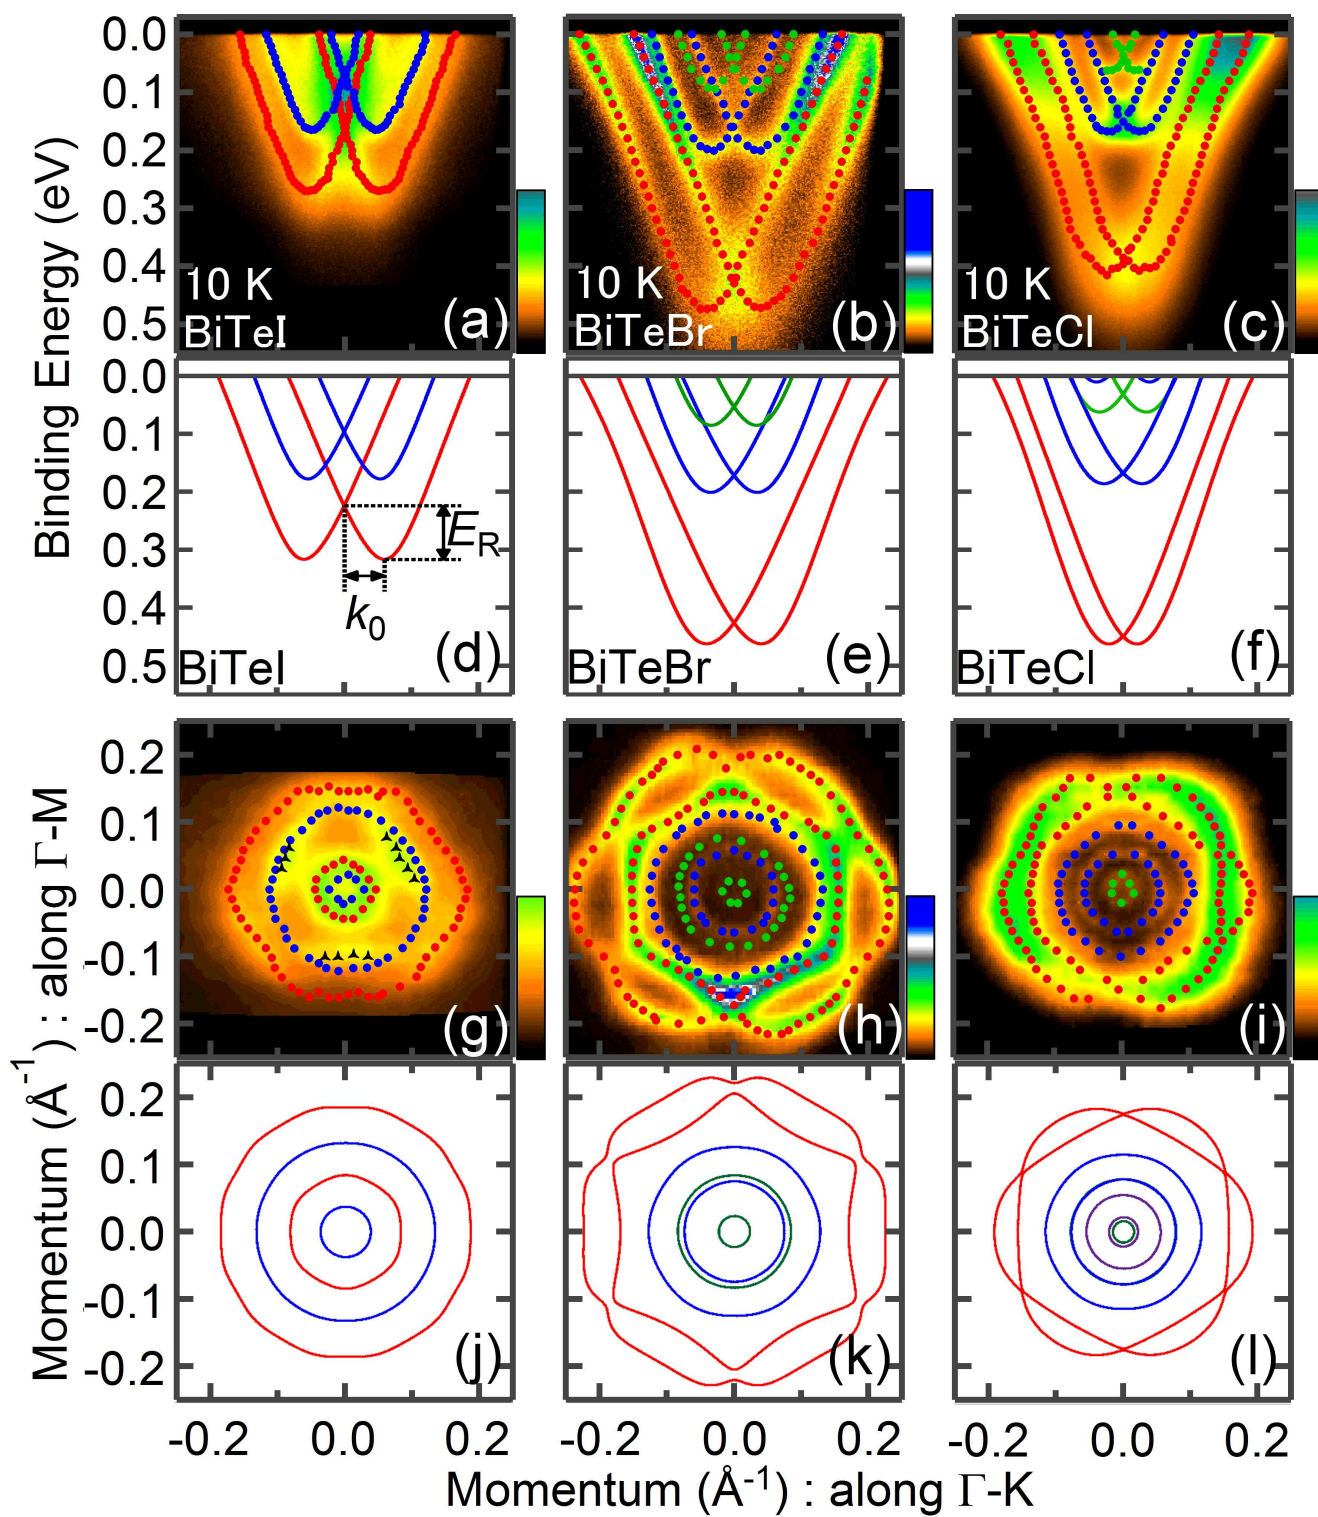 Binding Energy (eV)
0.0
0.1
0.2
0.3
0.4
0.5
10 K
BiTeI
(a)
10 K
BiTeBr
(b)
10 K
BiTeCl
(c)
0.0
0.1
0.2
0.3
0.4
0.5
E_R
k_0
BiTeI
(d)
BiTeBr
(e)
BiTeCl
(f)
Momentum (Å⁻¹) : along Γ-M
0.2
0.1
0.0
-0.1
-0.2
(g)
(h)
(i)
0.2
0.1
0.0
-0.1
-0.2
(j)
(k)
(l)
-0.2 0.0 0.2 -0.2 0.0 0.2 -0.2 0.0 0.2
Momentum (Å⁻¹) : along Γ-K